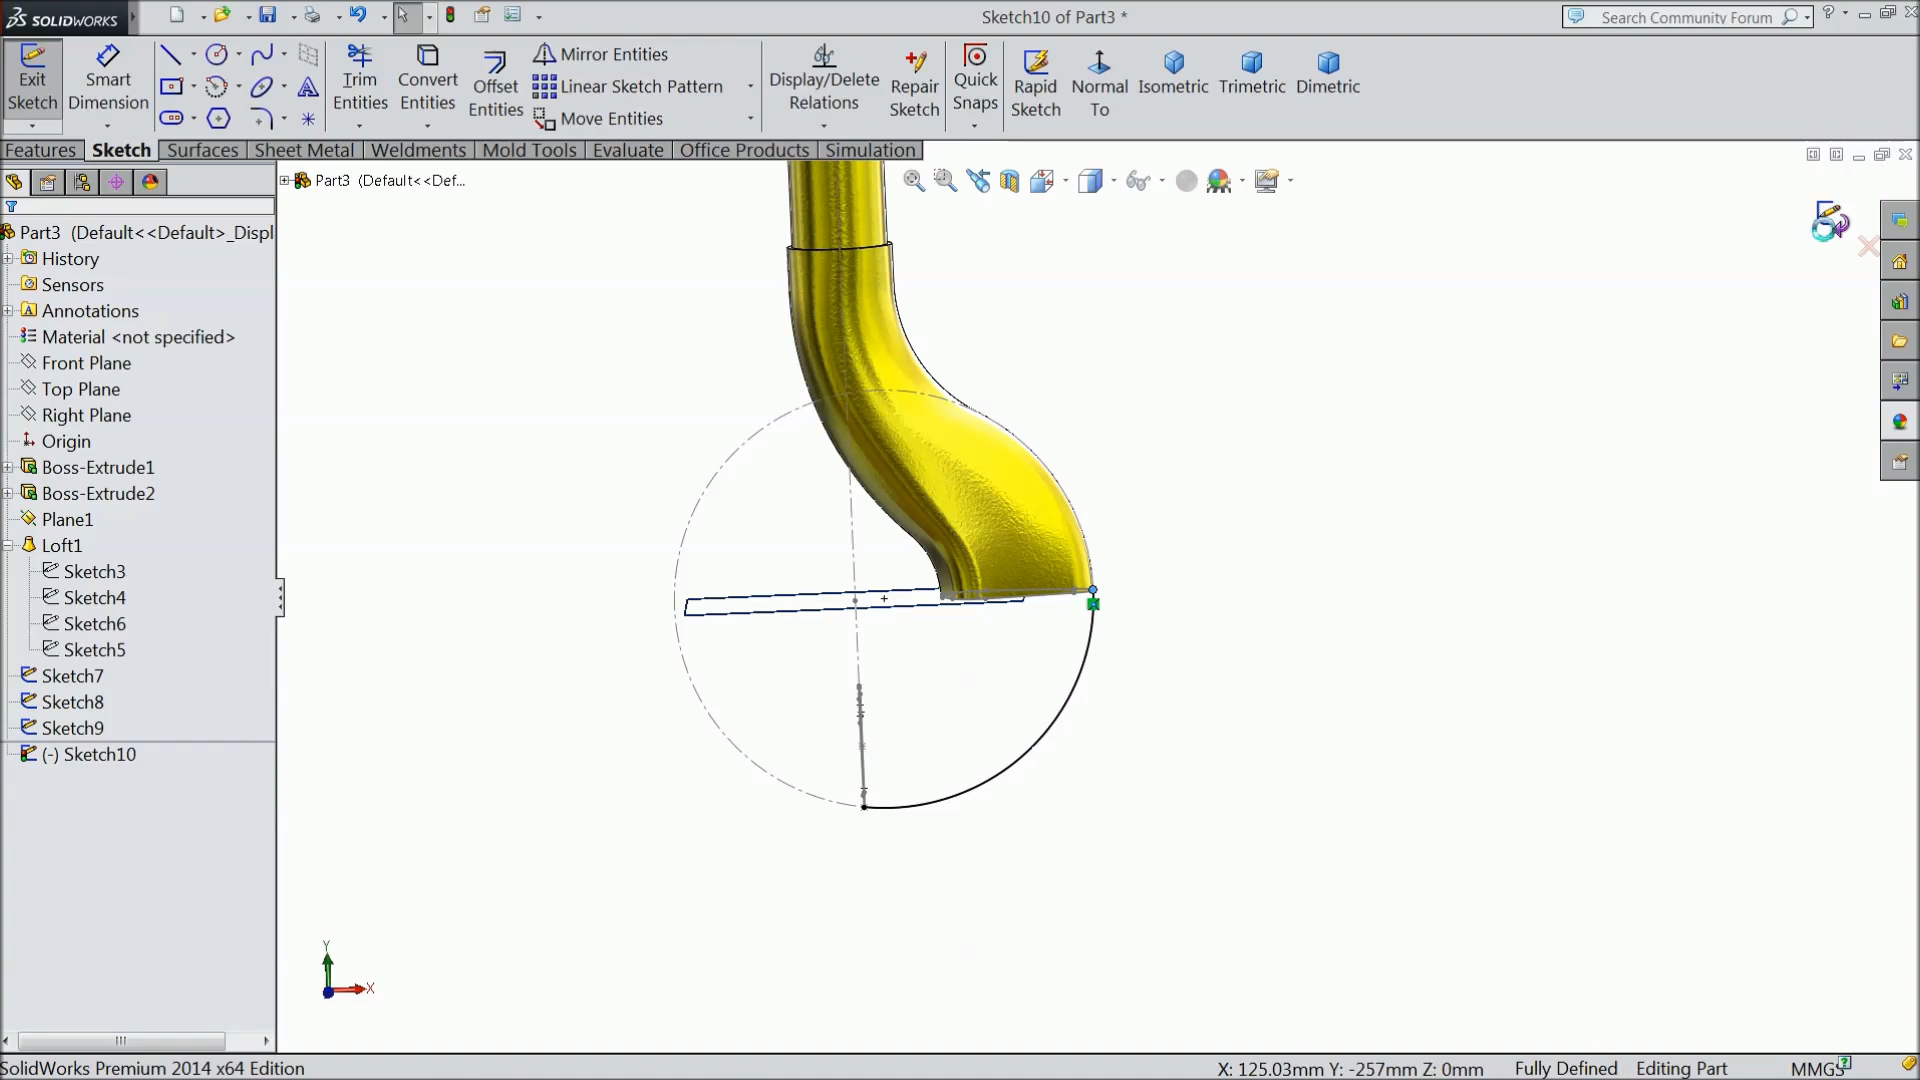 SOLIDWORKS
Sketch10 of Part3 *
Search Community Forum
?
Exit Sketch
Smart Dimension
Trim Entities
Convert Entities
Offset Entities
Mirror Entities
Linear Sketch Pattern
Move Entities
Display/Delete Relations
Repair Sketch
Quick Snaps
Rapid Sketch
Normal To
Isometric
Trimetric
Dimetric
Features Sketch Surfaces Sheet Metal Weldments Mold Tools Evaluate Office Products Simulation
Part3 (Default<<Def...
Part3 (Default<<Default>_Displ
History
Sensors
Annotations
Material <not specified>
Front Plane
Top Plane
Right Plane
Origin
Boss-Extrude1
Boss-Extrude2
Plane1
Loft1
Sketch3
Sketch4
Sketch6
Sketch5
Sketch7
Sketch8
Sketch9
(-) Sketch10
Y
X
SolidWorks Premium 2014 x64 Edition
X: 125.03mm Y: -257mm Z: 0mm
Fully Defined
Editing Part
MMGS